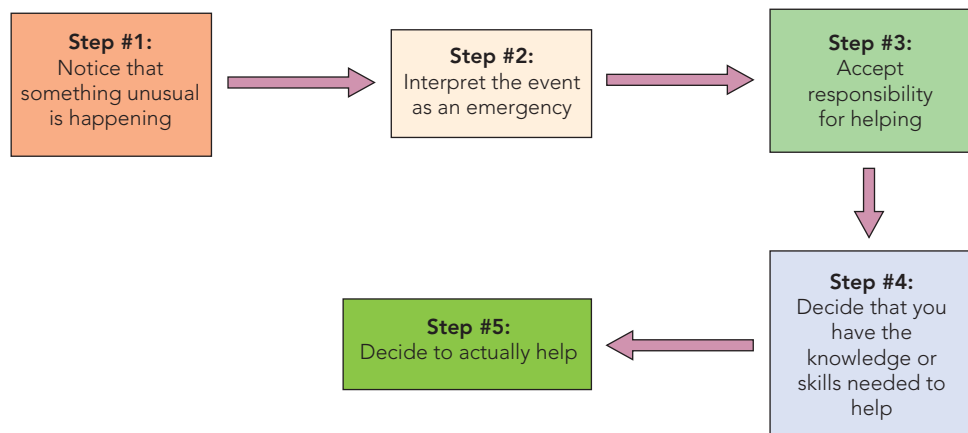 Step #1:
Notice that
something unusual
is happening
Step #2:
Interpret the event
as an emergency
Step #3:
Accept
responsibility
for helping
Step #4:
Decide that you
have the
knowledge or
skills needed to
help
Step #5:
Decide to actually help